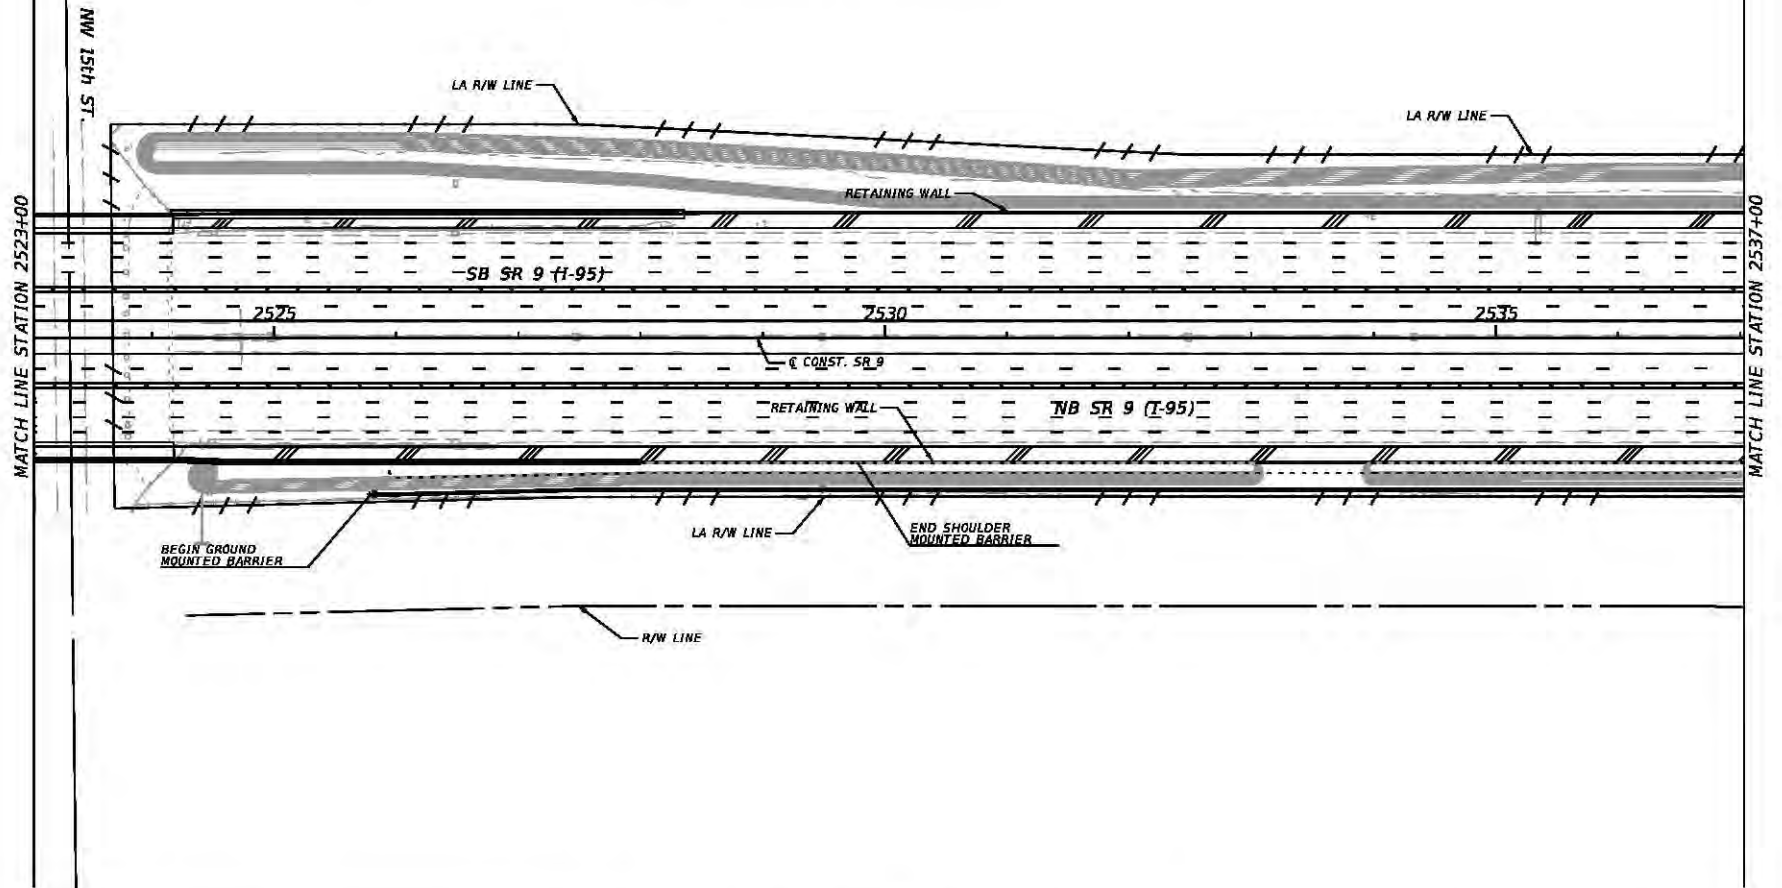 NW 15th ST.
LA R/W LINE
LA R/W LINE
RETAINING WALL
MATCH LINE STATION 2523+00
MATCH LINE STATION 2537+00
SB SR 9 (I-95)
2525
2530
2535
℄ CONST. SR 9
RETAINING WALL
NB SR 9 (I-95)
LA R/W LINE
END SHOULDER
MOUNTED BARRIER
BEGIN GROUND
MOUNTED BARRIER
R/W LINE